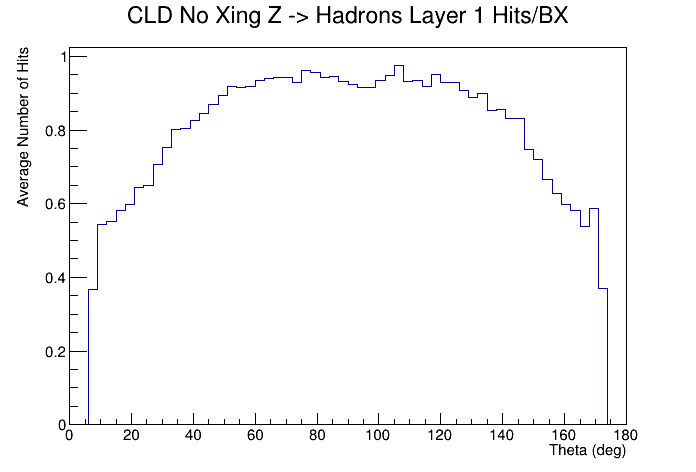 CLD No Xing Z -> Hadrons Layer 1 Hits/BX
Average Number of Hits
1
0.8
0.6
0.4
0.2
0
0 20 40 60 80 100 120 140 160 180
Theta (deg)